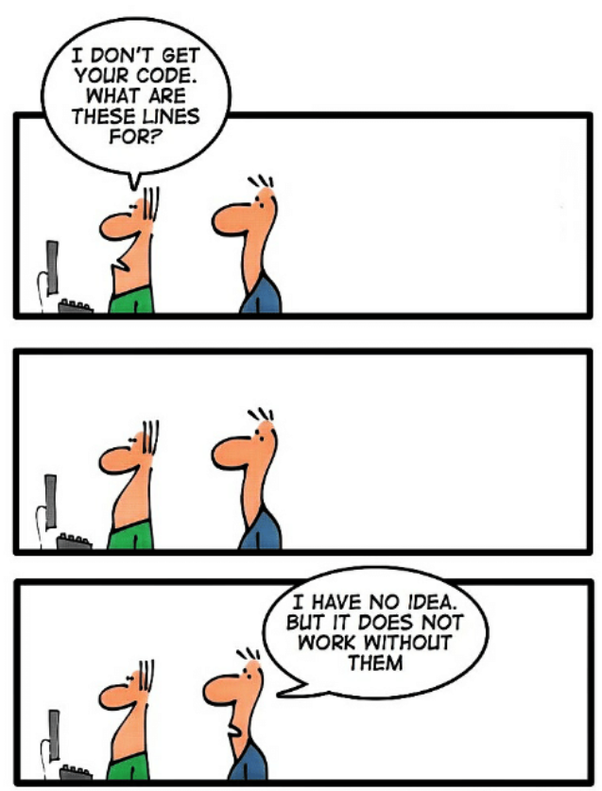 I DON'T GET
YOUR CODE.
WHAT ARE
THESE LINES
FOR?
I HAVE NO IDEA.
BUT IT DOES NOT
WORK WITHOUT
THEM